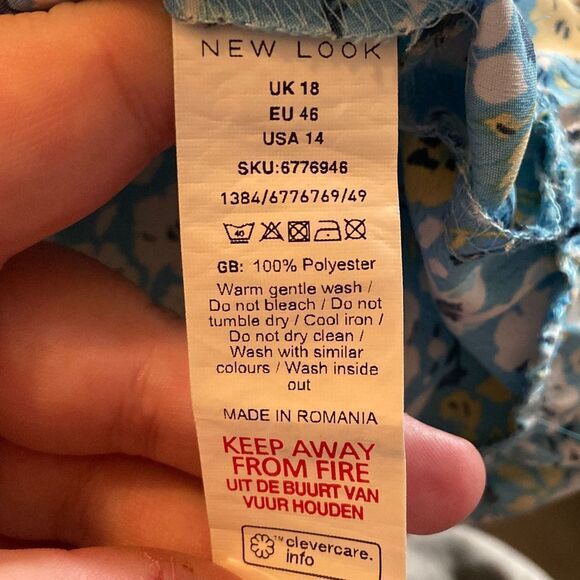 NEW LOOK
UK 18
EU 46
USA 14
SKU:6776946
1384/6776769/49
40
GB: 100% Polyester
Warm gentle wash /
Do not bleach / Do not
tumble dry / Cool iron /
Do not dry clean /
Wash with similar
colours / Wash inside
out
MADE IN ROMANIA
KEEP AWAY
FROM FIRE
UIT DE BUURT VAN
VUUR HOUDEN
™ clevercare.
info